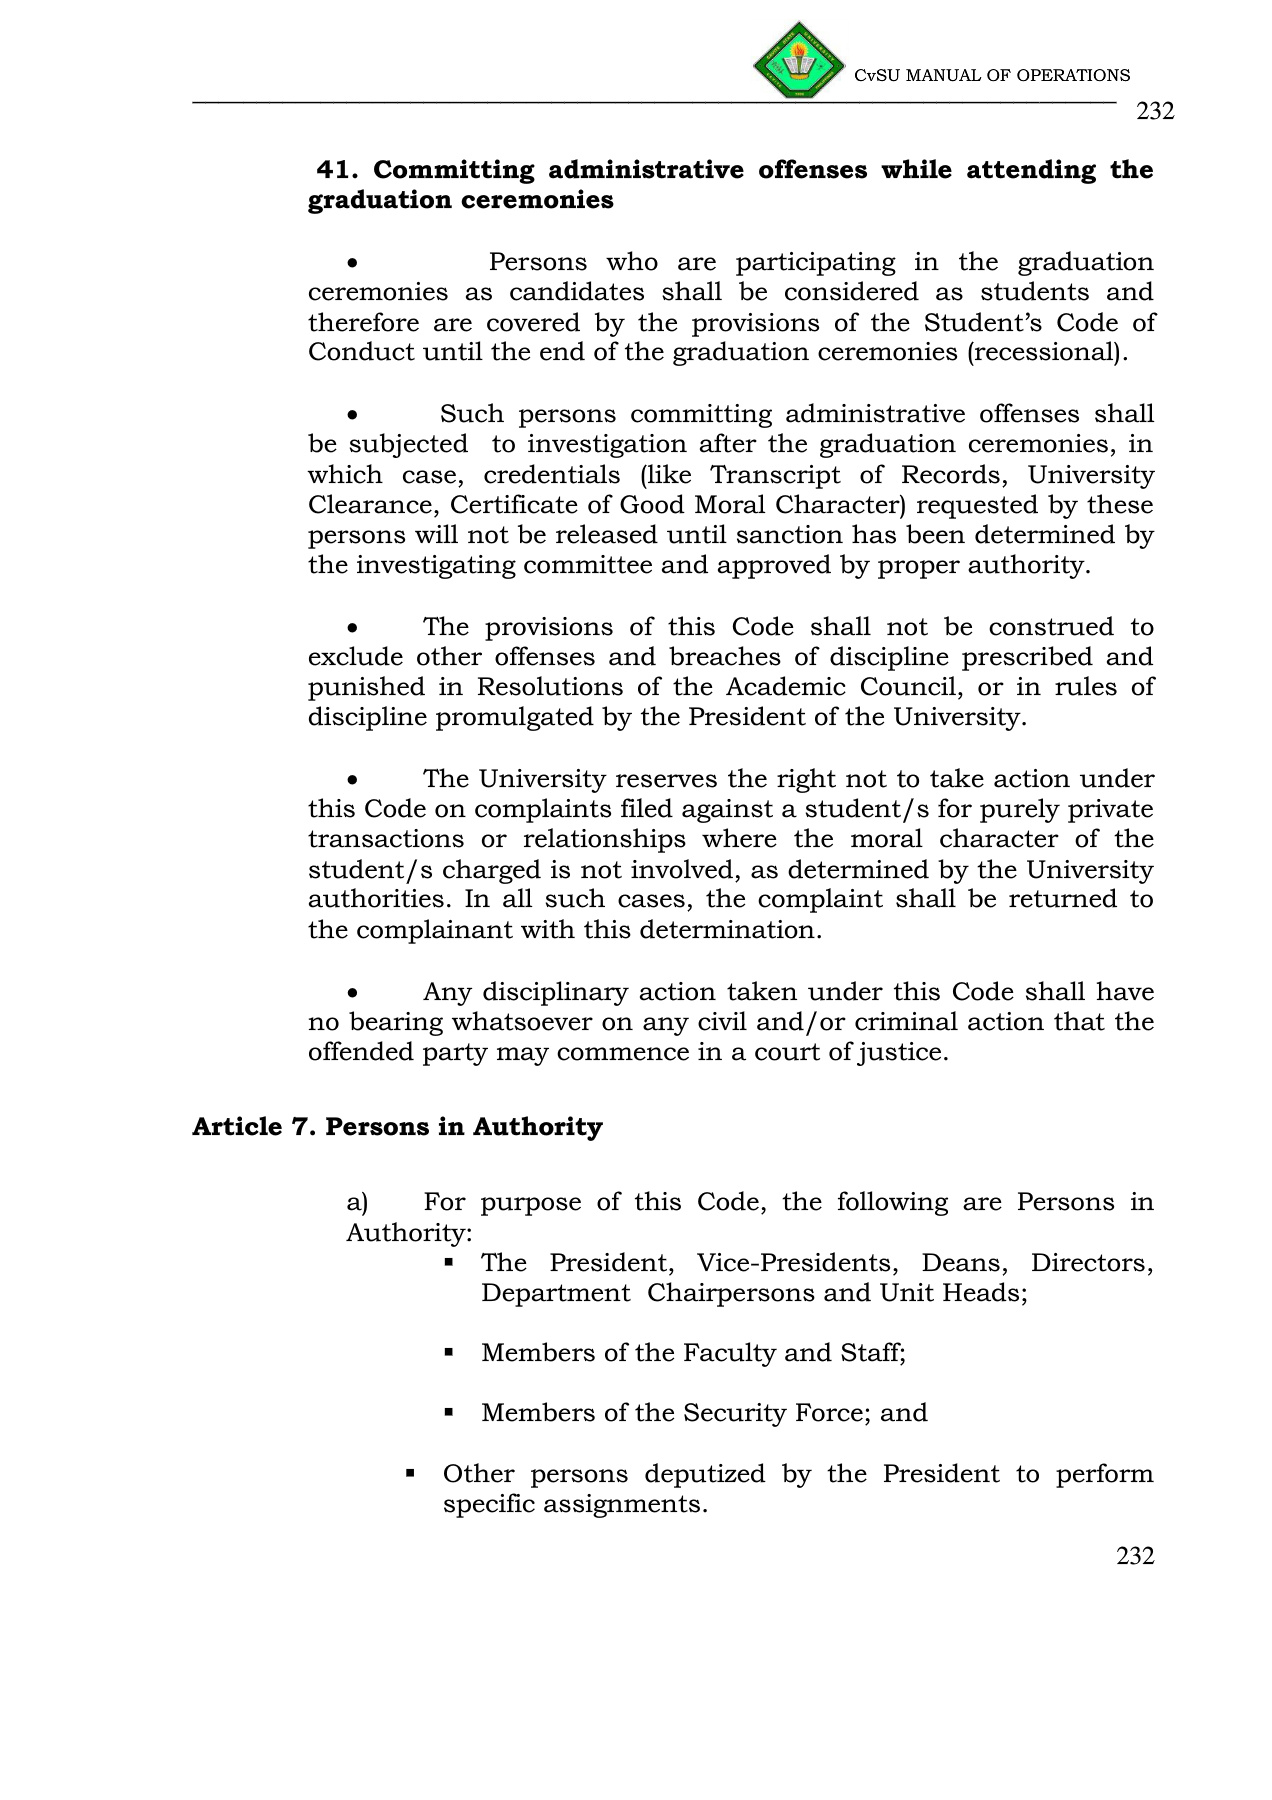 CvSU MANUAL OF OPERATIONS
232
41. Committing administrative offenses while attending the
graduation ceremonies
• Persons who are participating in the graduation
ceremonies as candidates shall be considered as students and
therefore are covered by the provisions of the Student’s Code of
Conduct until the end of the graduation ceremonies (recessional).
• Such persons committing administrative offenses shall
be subjected to investigation after the graduation ceremonies, in
which case, credentials (like Transcript of Records, University
Clearance, Certificate of Good Moral Character) requested by these
persons will not be released until sanction has been determined by
the investigating committee and approved by proper authority.
• The provisions of this Code shall not be construed to
exclude other offenses and breaches of discipline prescribed and
punished in Resolutions of the Academic Council, or in rules of
discipline promulgated by the President of the University.
• The University reserves the right not to take action under
this Code on complaints filed against a student/s for purely private
transactions or relationships where the moral character of the
student/s charged is not involved, as determined by the University
authorities. In all such cases, the complaint shall be returned to
the complainant with this determination.
• Any disciplinary action taken under this Code shall have
no bearing whatsoever on any civil and/or criminal action that the
offended party may commence in a court of justice.
Article 7. Persons in Authority
a) For purpose of this Code, the following are Persons in
Authority:
▪ The President, Vice-Presidents, Deans, Directors,
Department Chairpersons and Unit Heads;
▪ Members of the Faculty and Staff;
▪ Members of the Security Force; and
▪ Other persons deputized by the President to perform
specific assignments.
232